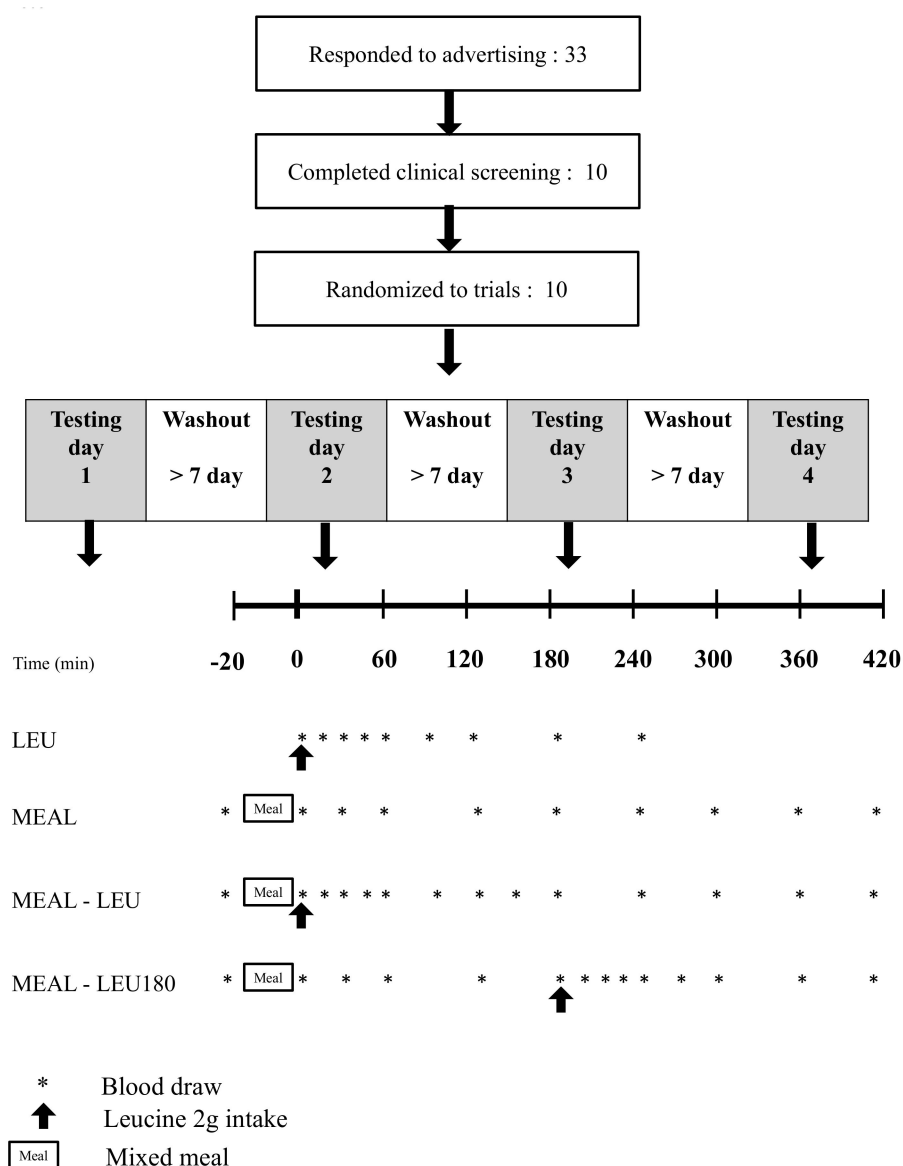 Responded to advertising : 33
Completed clinical screening : 10
Randomized to trials : 10
Testing day 1
Washout > 7 day
Testing day 2
Washout > 7 day
Testing day 3
Washout > 7 day
Testing day 4
Time (min) -20 0 60 120 180 240 300 360 420
LEU * * * * * * * * *
MEAL * Meal * * * * * * * * *
MEAL - LEU * Meal * * * * * * * * * * * * *
MEAL - LEU180 * Meal * * * * * * * * * * * * *
* Blood draw
Leucine 2g intake
Meal Mixed meal